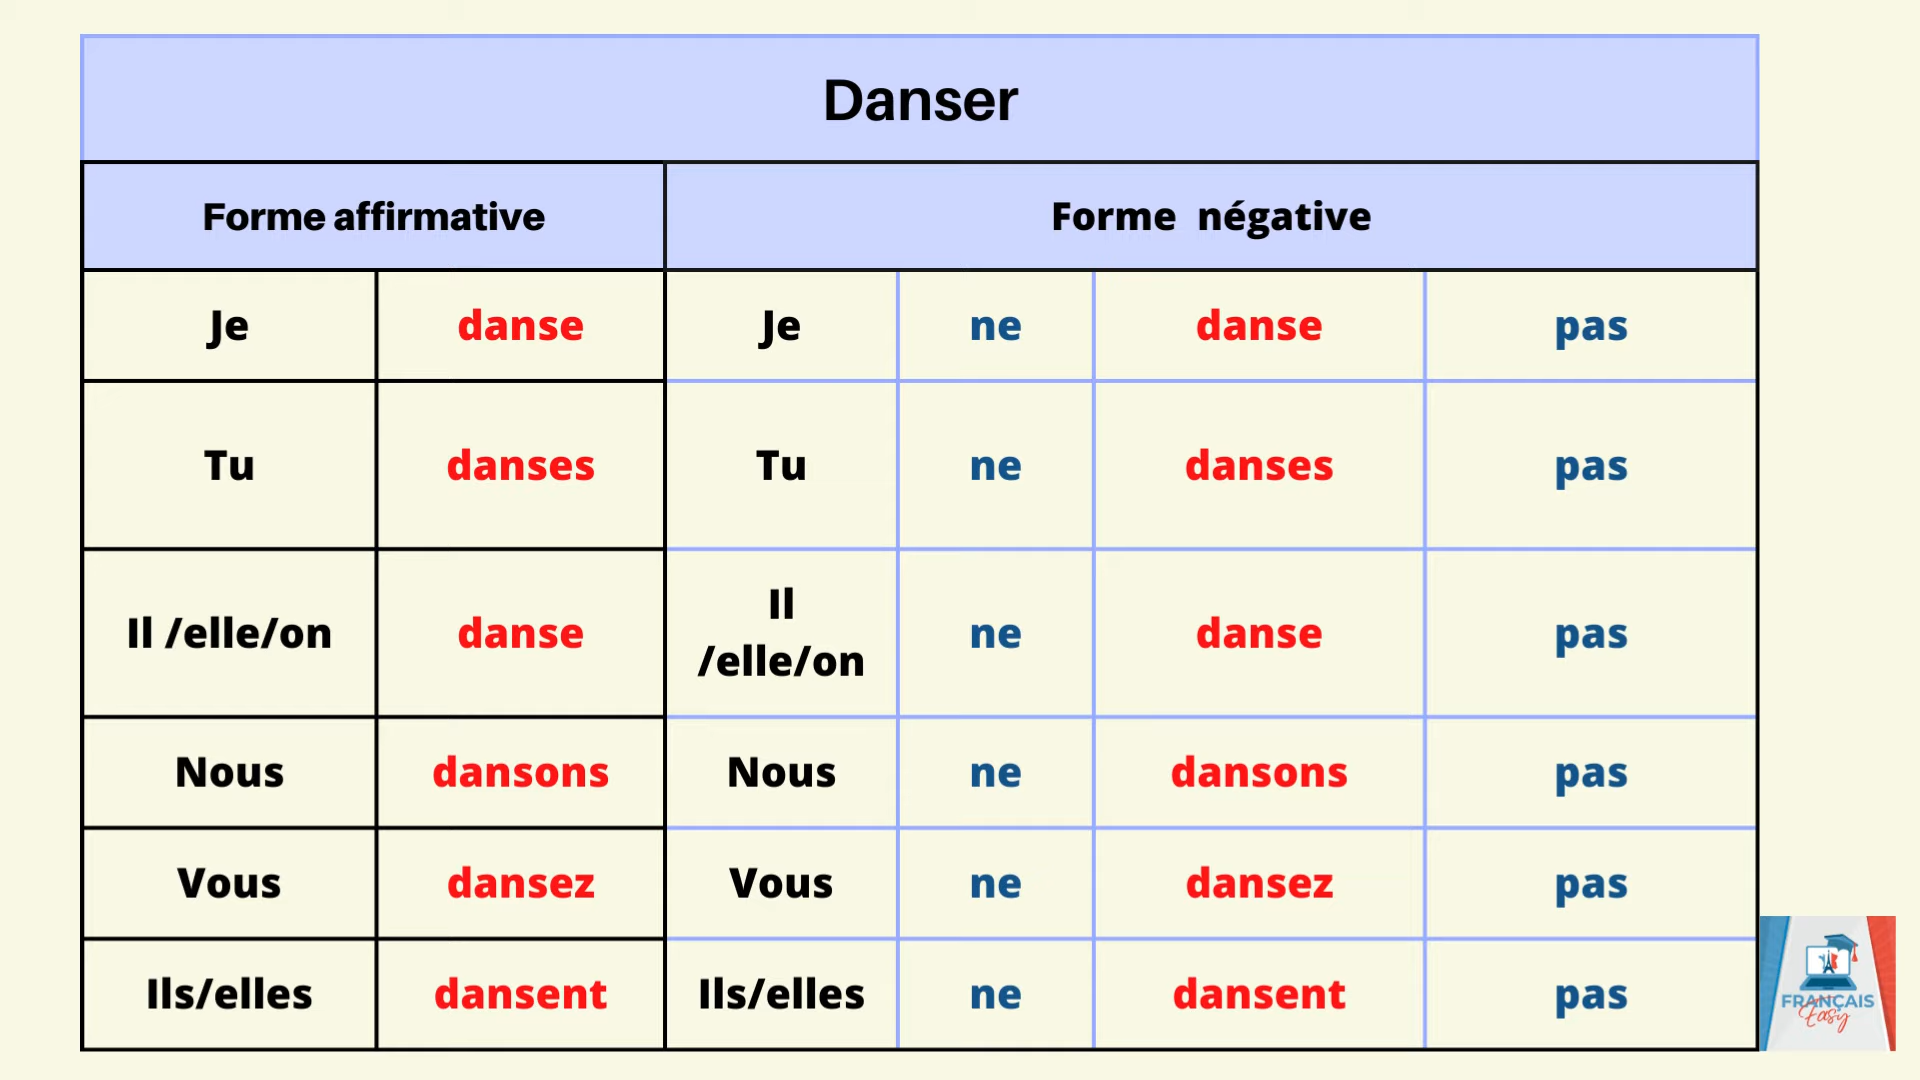 Danser
Forme affirmative Forme négative
Je danse Je ne danse pas
Tu danses Tu ne danses pas
Il /elle/on danse Il /elle/on ne danse pas
Nous dansons Nous ne dansons pas
Vous dansez Vous ne dansez pas
Ils/elles dansent Ils/elles ne dansent pas
FRANÇAIS
Easy